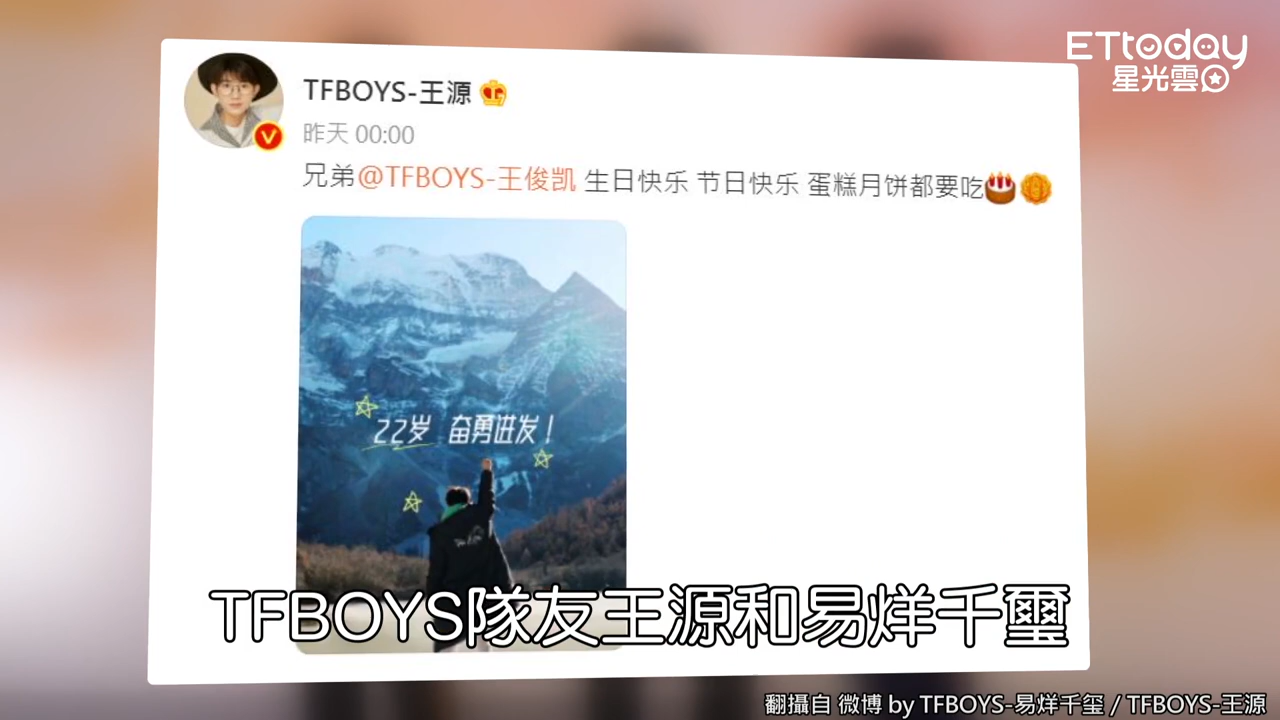 ETtoday
星光雲
TFBOYS-王源
昨天 00:00
兄弟@TFBOYS-王俊凯 生日快乐 节日快乐 蛋糕月饼都要吃
22岁 奋勇进发！
TFBOYS隊友王源和易烊千璽
翻攝自 微博 by TFBOYS-易烊千玺 / TFBOYS-王源